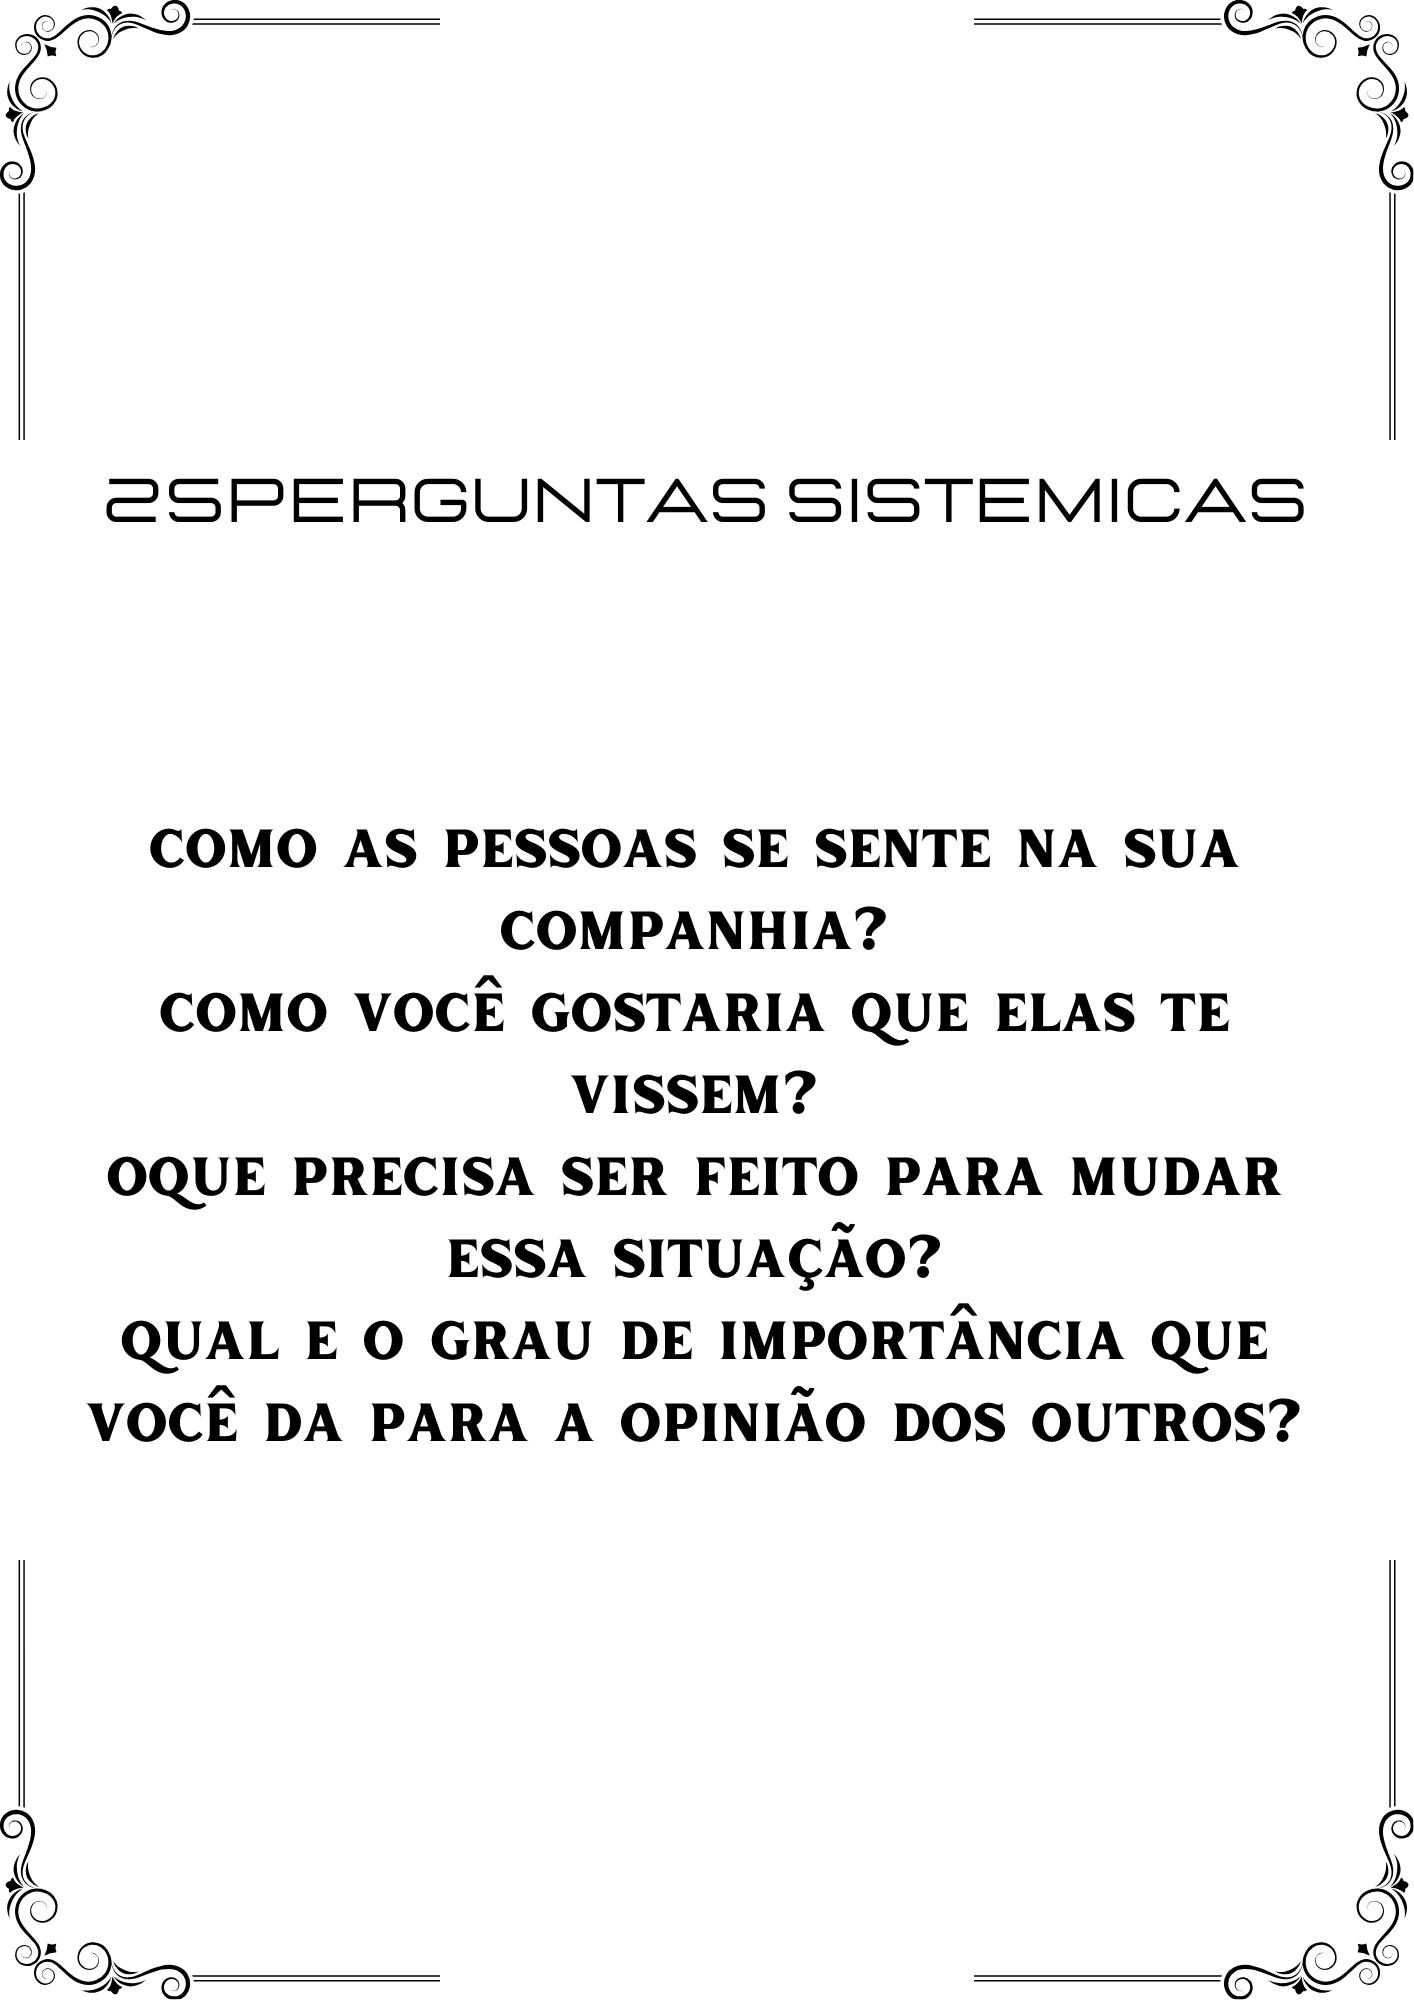 25PERGUNTAS SISTEMICAS
COMO AS PESSOAS SE SENTE NA SUA
COMPANHIA?
COMO VOCÊ GOSTARIA QUE ELAS TE
VISSEM?
OQUE PRECISA SER FEITO PARA MUDAR
ESSA SITUAÇÃO?
QUAL E O GRAU DE IMPORTÂNCIA QUE
VOCÊ DA PARA A OPINIÃO DOS OUTROS?